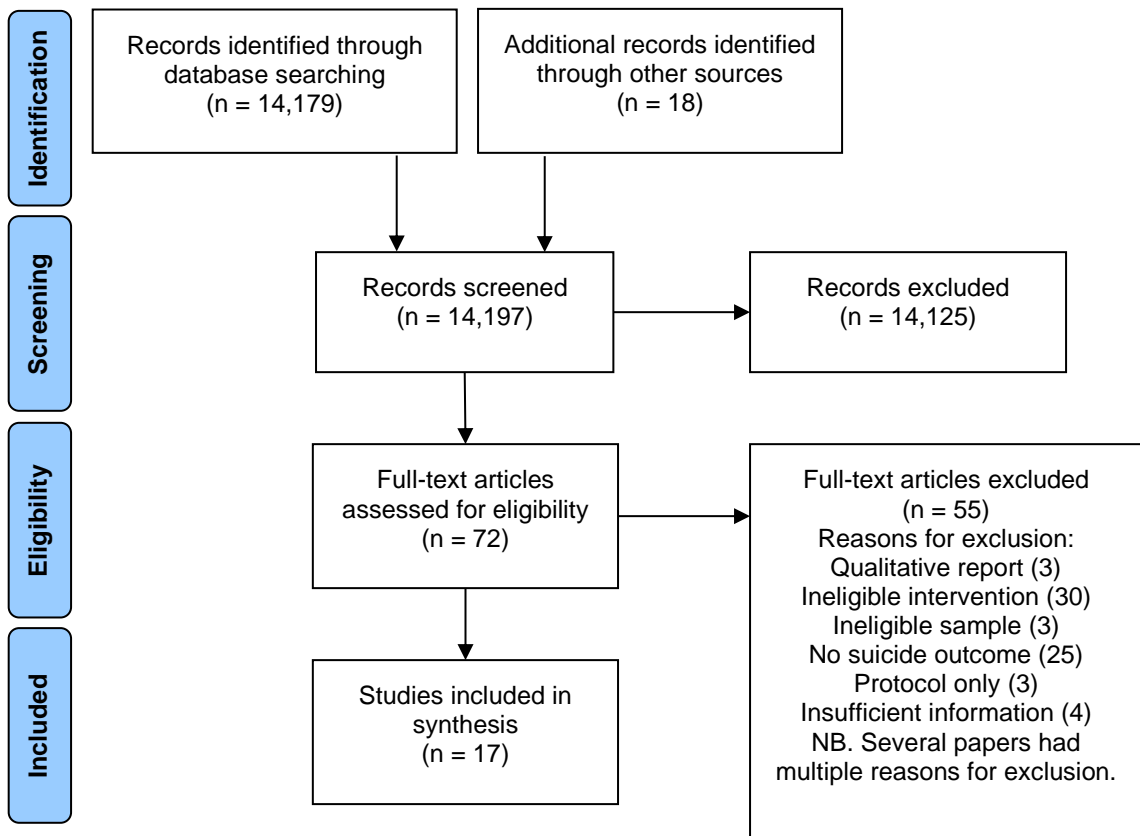 Identification
Records identified through
database searching
(n = 14,179)
Additional records identified
through other sources
(n = 18)
Screening
Records screened
(n = 14,197)
Records excluded
(n = 14,125)
Eligibility
Full-text articles
assessed for eligibility
(n = 72)
Full-text articles excluded
(n = 55)
Reasons for exclusion:
Qualitative report (3)
Ineligible intervention (30)
Ineligible sample (3)
No suicide outcome (25)
Protocol only (3)
Insufficient information (4)
NB. Several papers had
multiple reasons for exclusion.
Included
Studies included in
synthesis
(n = 17)